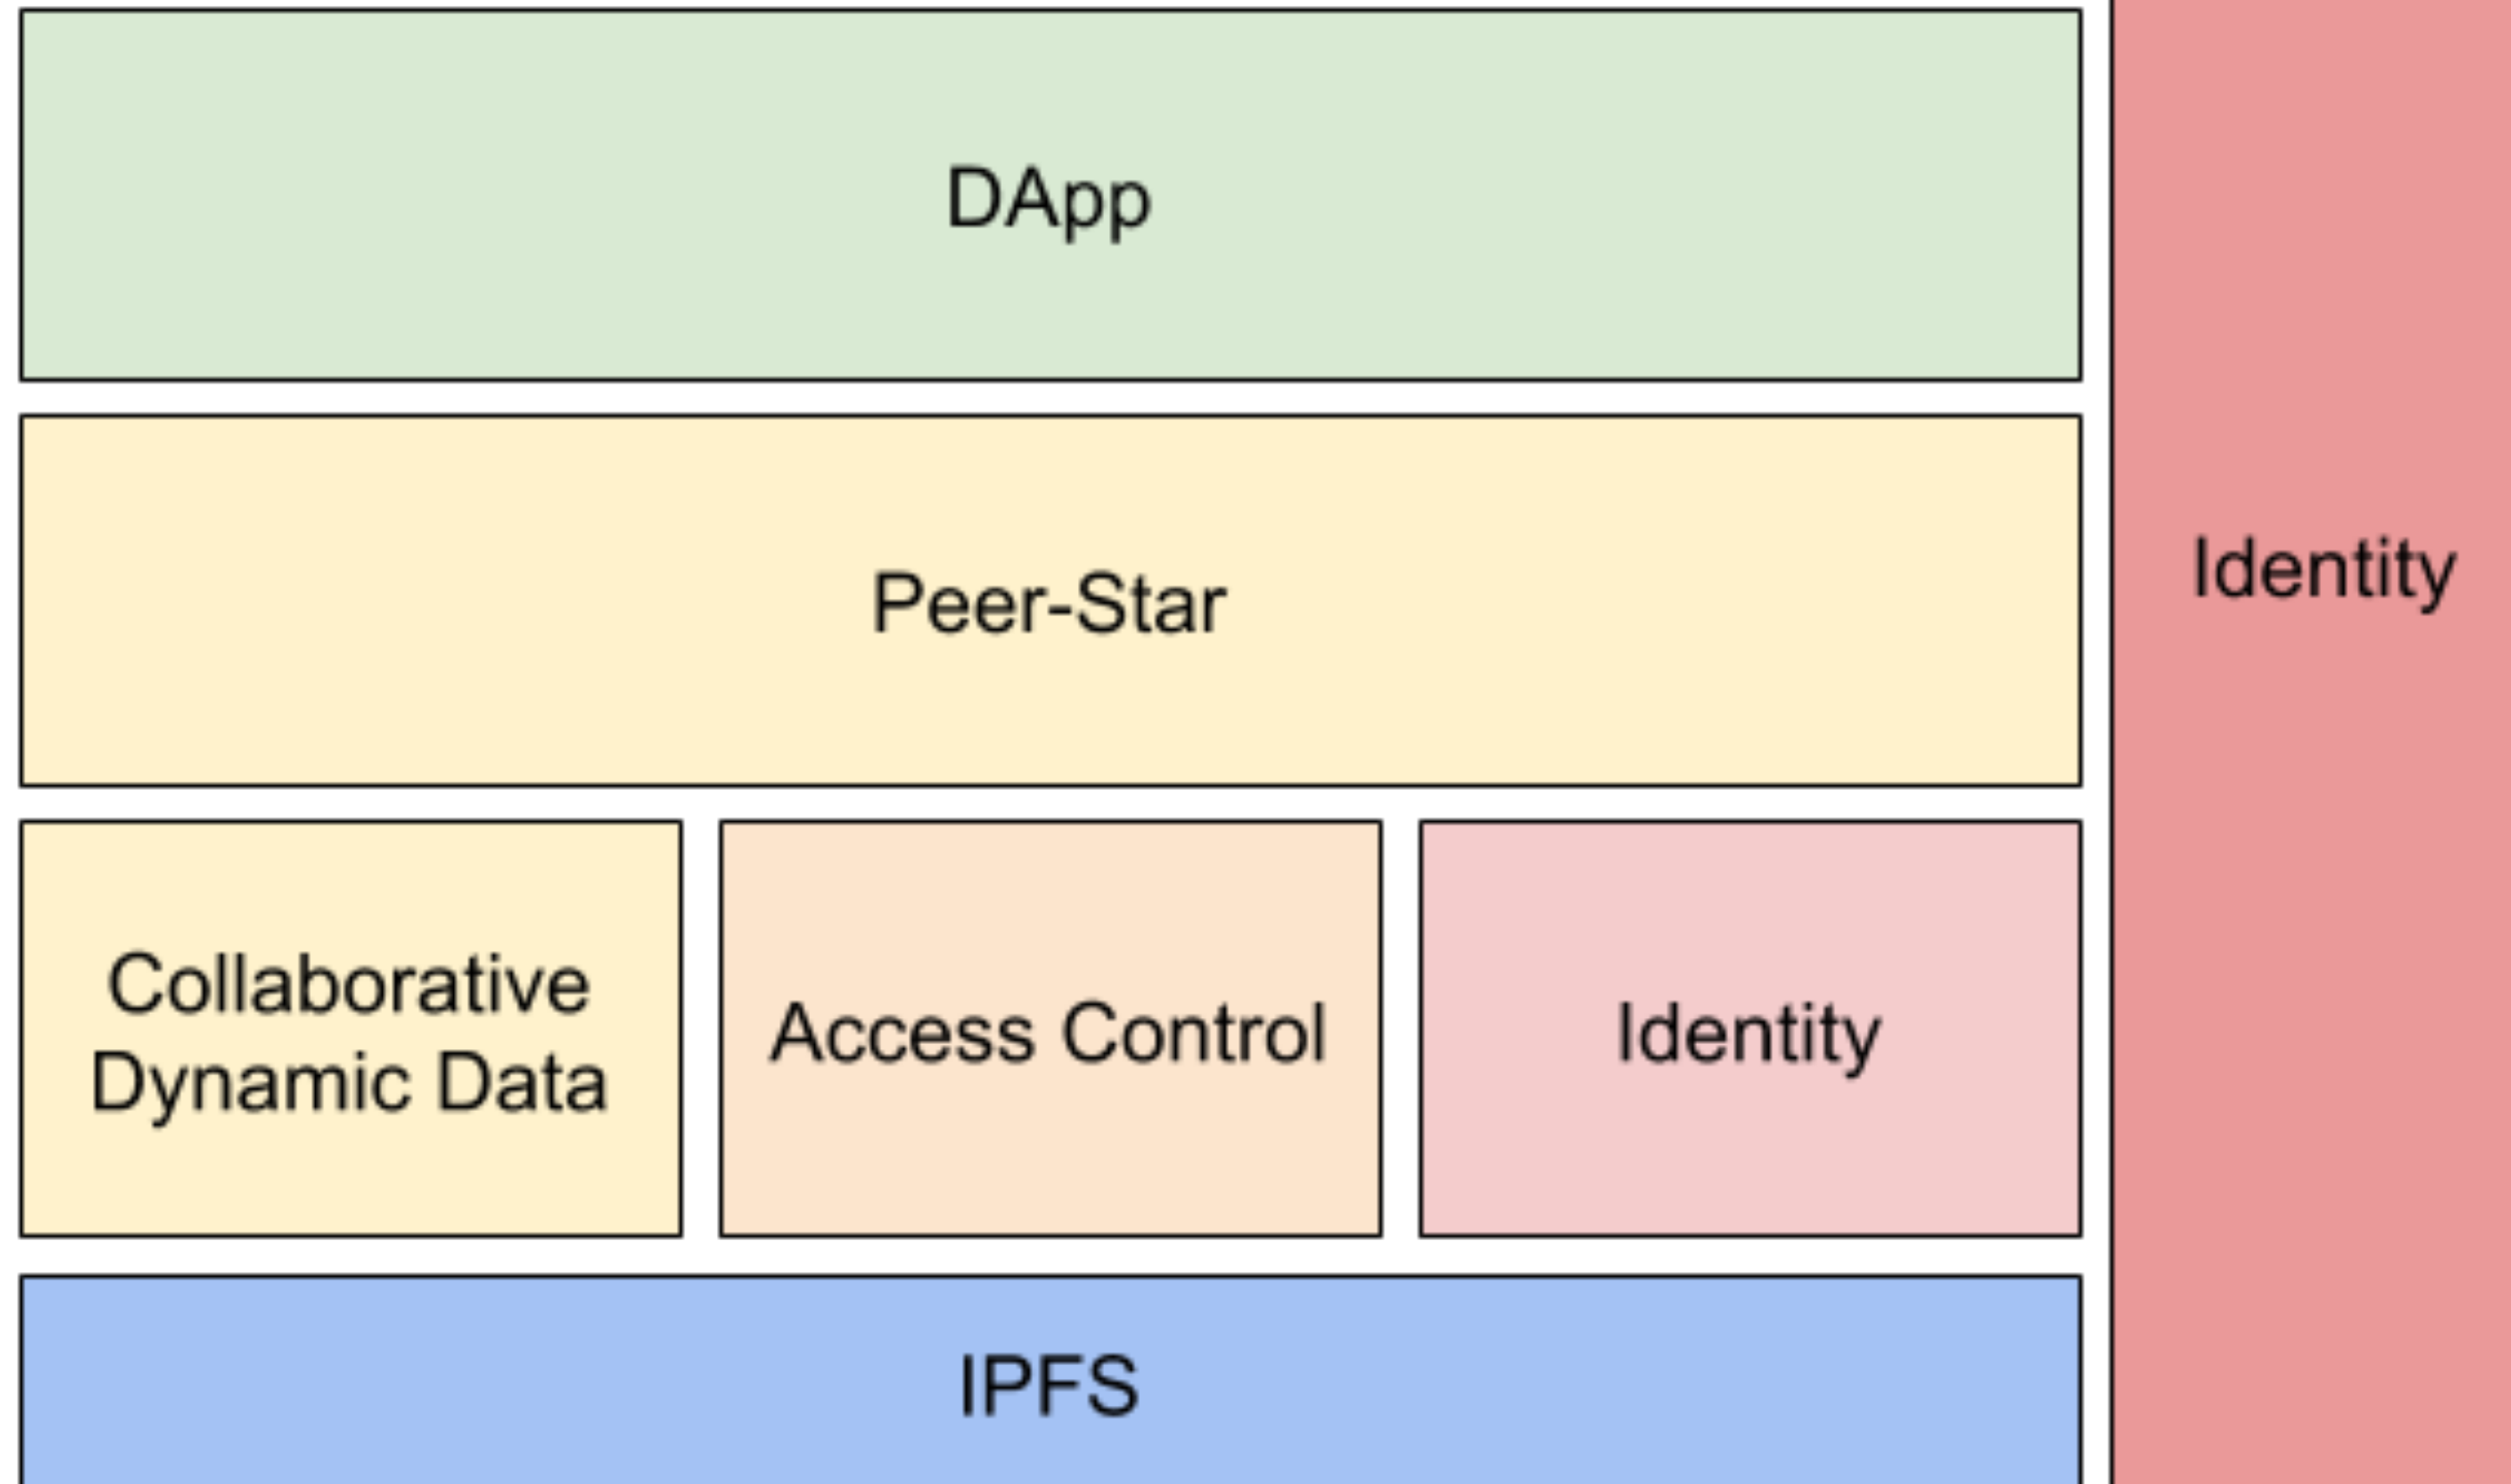 DApp
Peer-Star
Identity
Collaborative
Dynamic Data
Access Control
Identity
IPFS